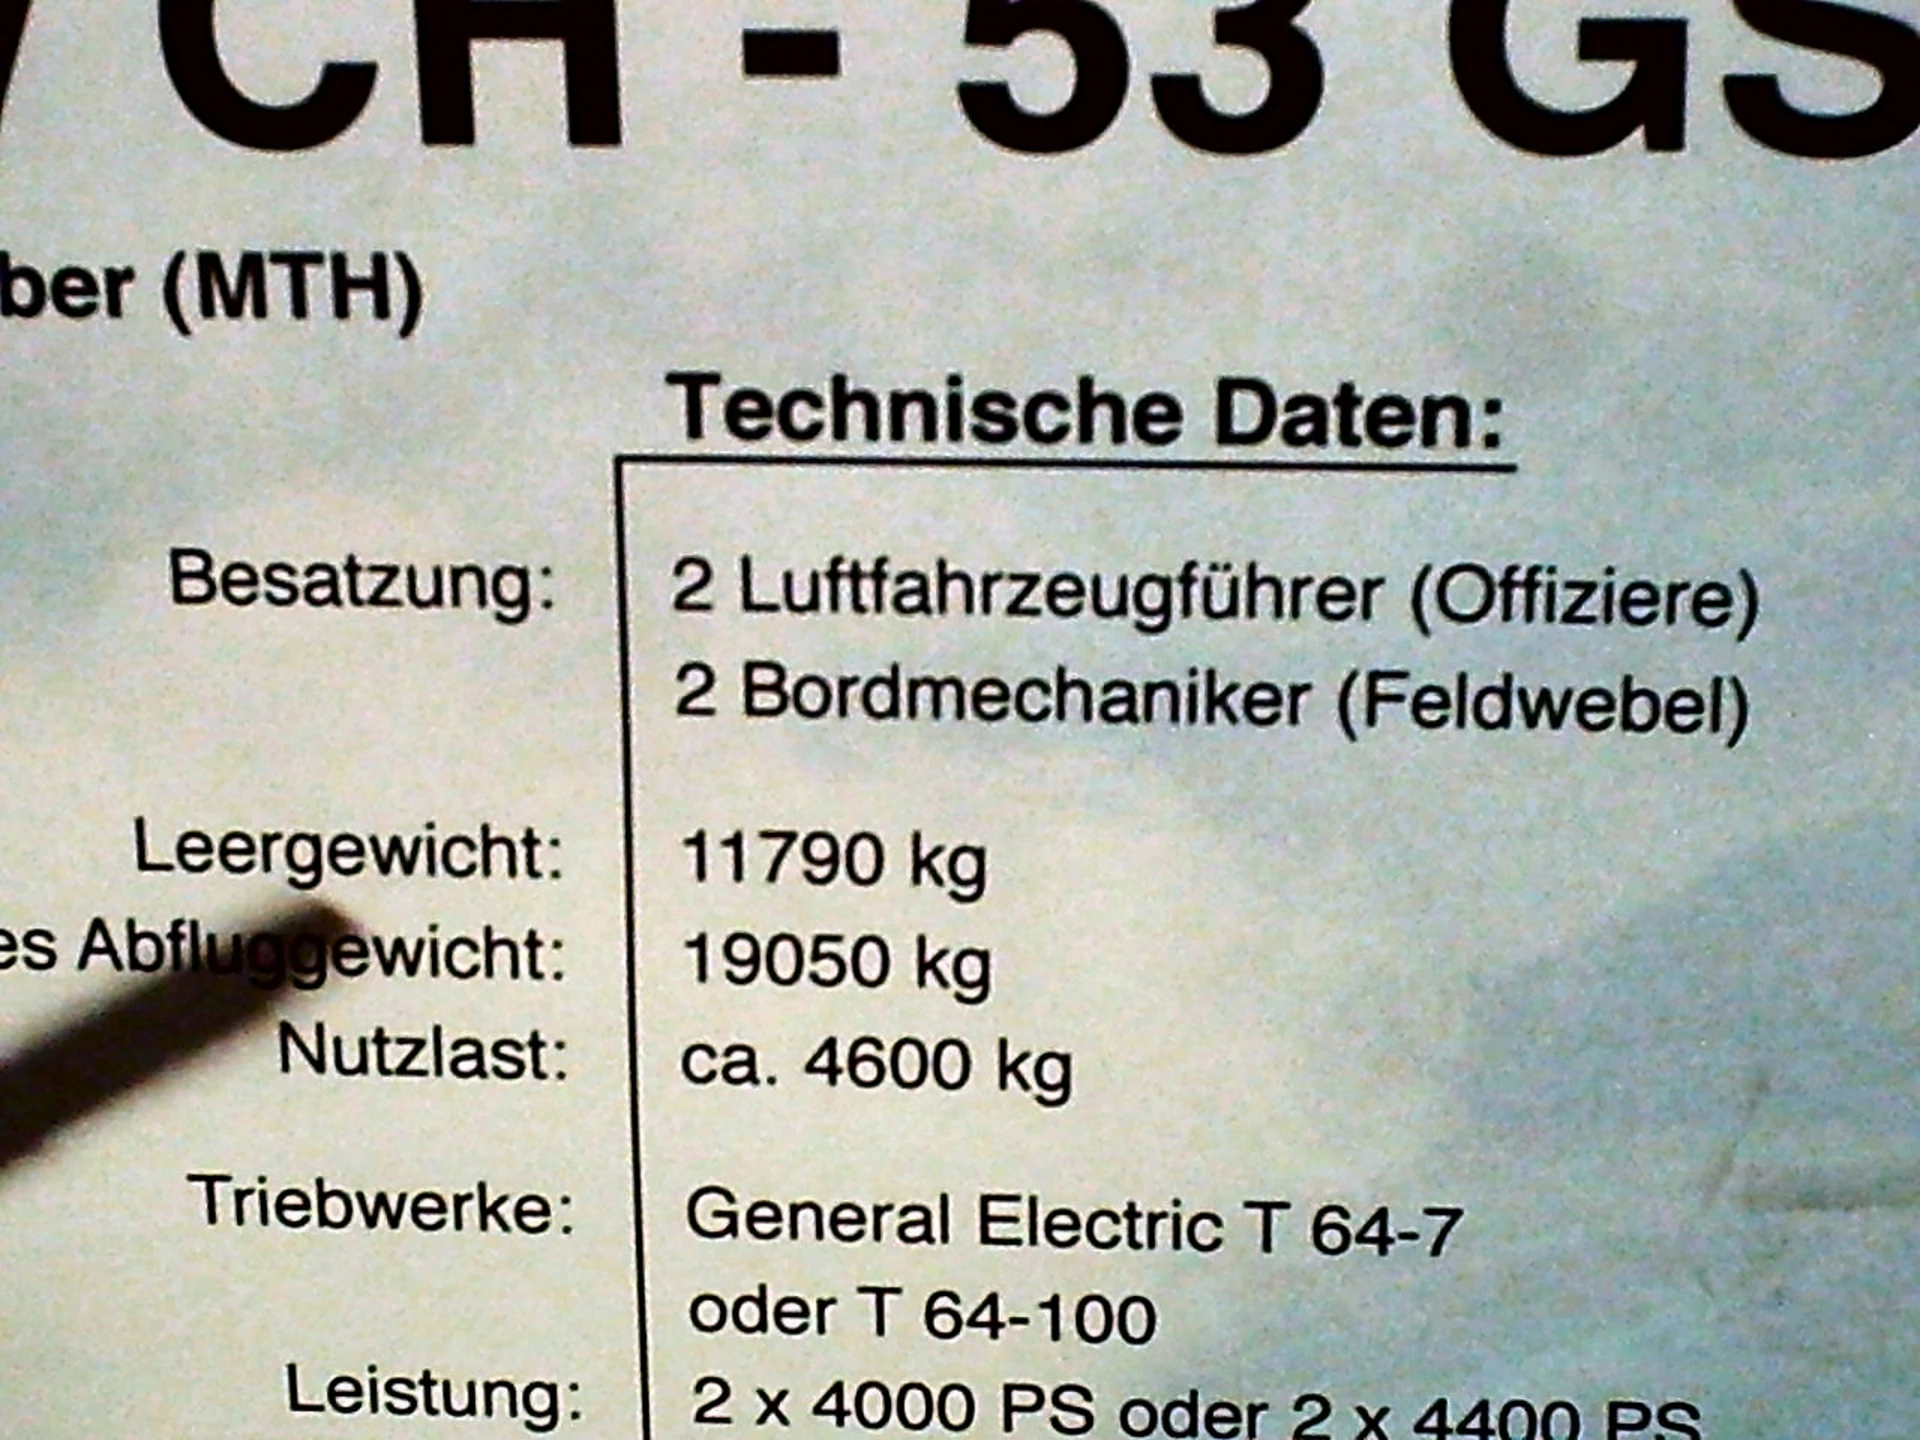 / CH - 53 GS
ber (MTH)
Technische Daten:
Besatzung: 2 Luftfahrzeugführer (Offiziere)
2 Bordmechaniker (Feldwebel)
Leergewicht: 11790 kg
es Abfluggewicht: 19050 kg
Nutzlast: ca. 4600 kg
Triebwerke: General Electric T 64-7
oder T 64-100
Leistung: 2 x 4000 PS oder 2 x 4400 PS